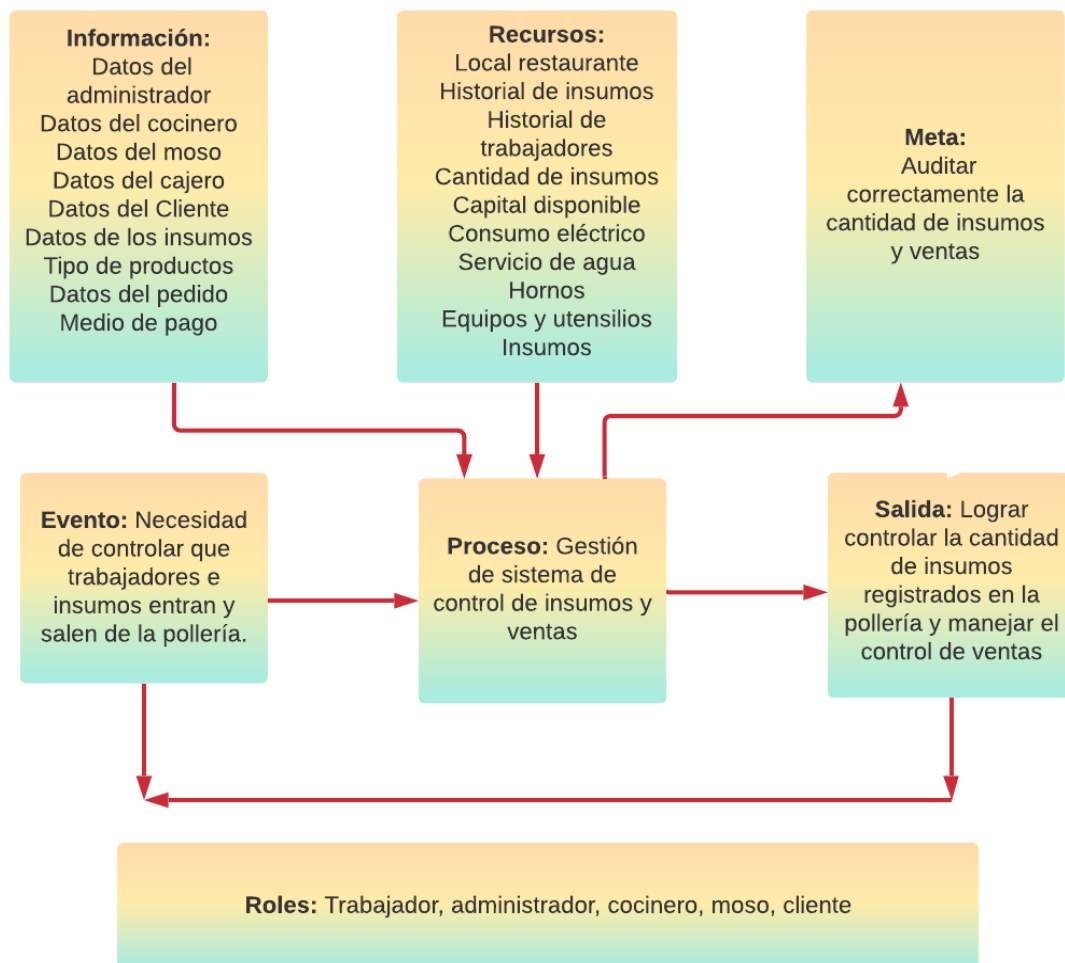 Información:
Datos del
administrador
Datos del cocinero
Datos del moso
Datos del cajero
Datos del Cliente
Datos de los insumos
Tipo de productos
Datos del pedido
Medio de pago
Recursos:
Local restaurante
Historial de insumos
Historial de
trabajadores
Cantidad de insumos
Capital disponible
Consumo eléctrico
Servicio de agua
Hornos
Equipos y utensilios
Insumos
Meta:
Auditar
correctamente la
cantidad de insumos
y ventas
Evento: Necesidad
de controlar que
trabajadores e
insumos entran y
salen de la pollería.
Proceso: Gestión
de sistema de
control de insumos y
ventas
Salida: Lograr
controlar la cantidad
de insumos
registrados en la
pollería y manejar el
control de ventas
Roles: Trabajador, administrador, cocinero, moso, cliente